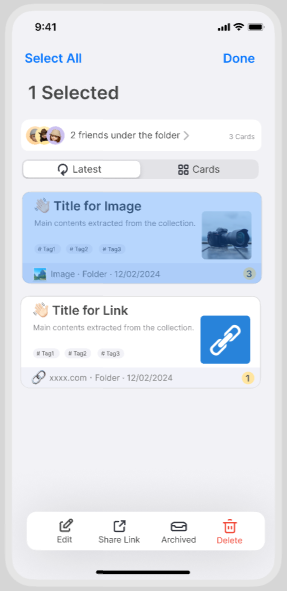 9:41
Select All Done
1 Selected
2 friends under the folder 3 Cards
Latest Cards
👋🏻 Title for Image
Main contents extracted from the collection.
# Tag1 # Tag2 # Tag3
Image · Folder · 12/02/2024 3
👋🏻 Title for Link
Main contents extracted from the collection.
# Tag1 # Tag2 # Tag3
xxxx.com · Folder · 12/02/2024 1
Edit Share Link Archived Delete